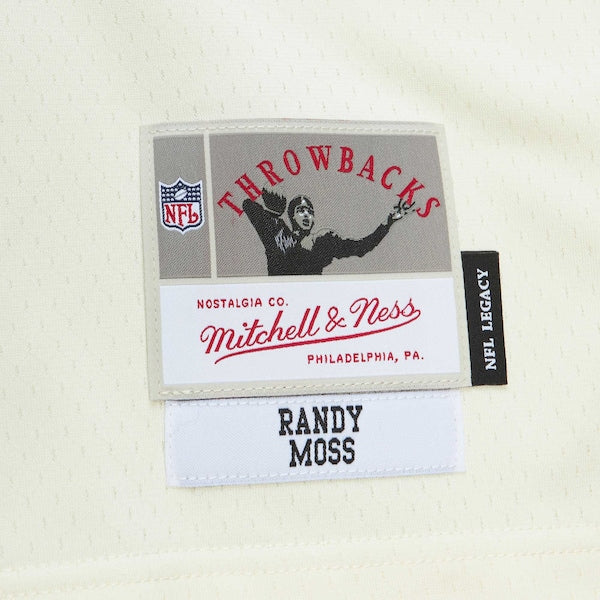 THROWBACKS
NFL
NOSTALGIA CO.
Mitchell & Ness
PHILADELPHIA, PA.
NFL LEGACY
RANDY
MOSS